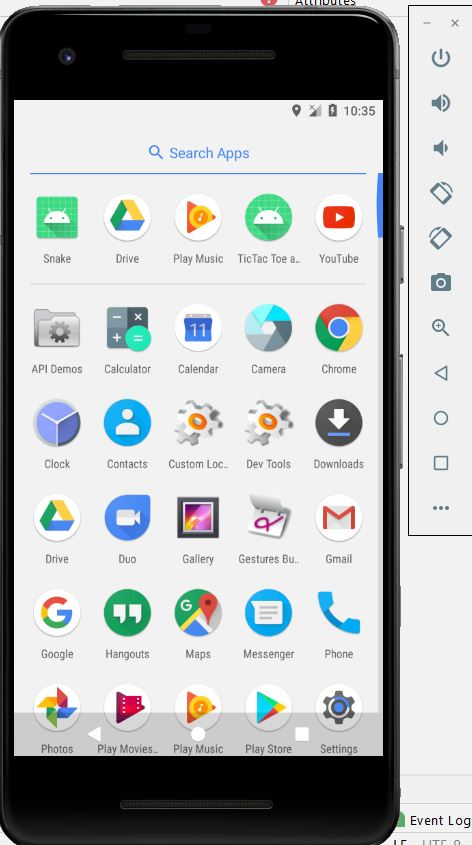 Attributes
10:35
Search Apps
Snake Drive Play Music TicTac Toe a.. YouTube
API Demos Calculator 11 Calendar Camera Chrome
Clock Contacts Custom Loc.. Dev Tools Downloads
Drive Duo Gallery Gestures Bu.. Gmail
Google Hangouts Maps Messenger Phone
Photos Play Movies.. Play Music Play Store Settings
Event Log